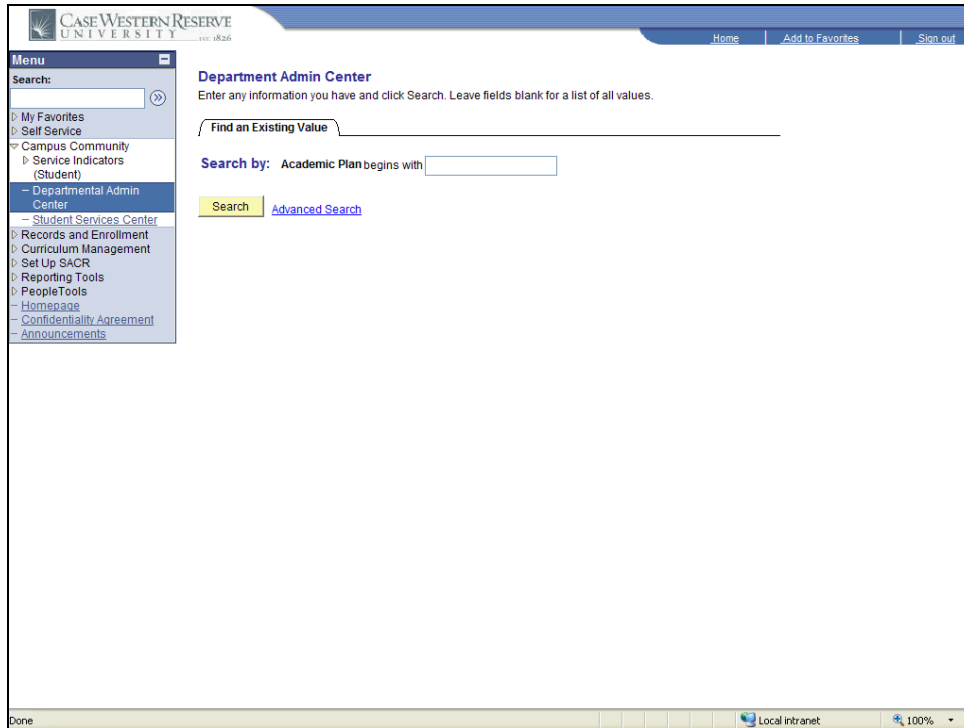 CASE WESTERN RESERVE
UNIVERSITY EST. 1826
Home
Add to Favorites
Sign out
Menu
Search:
My Favorites
Self Service
Campus Community
Service Indicators
(Student)
Departmental Admin
Center
Student Services Center
Records and Enrollment
Curriculum Management
Set Up SACR
Reporting Tools
PeopleTools
Homepage
Confidentiality Agreement
Announcements
Department Admin Center
Enter any information you have and click Search. Leave fields blank for a list of all values.
Find an Existing Value
Search by: Academic Plan begins with
Search Advanced Search
Done
Local intranet
100%